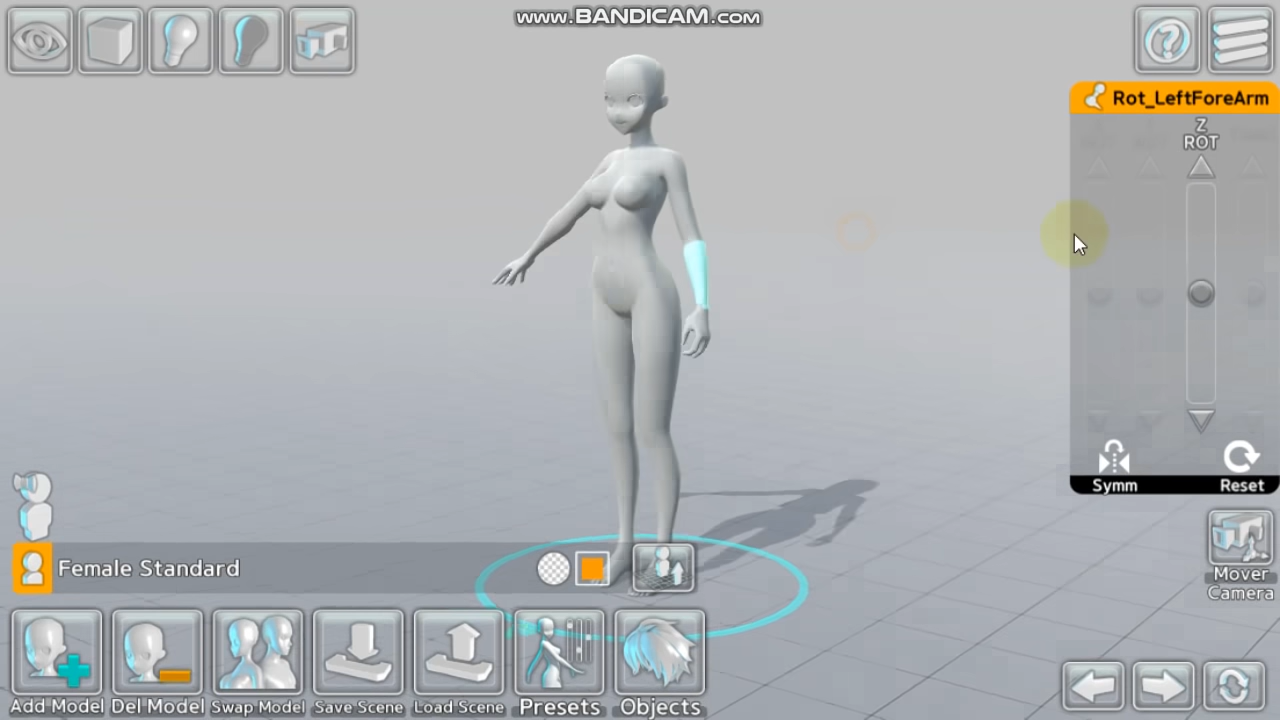 www.BANDICAM.com
Rot_LeftForeArm
Z
ROT
Symm
Reset
Mover
Camera
Female Standard
Add Model
Del Model
Swap Model
Save Scene
Load Scene
Presets
Objects